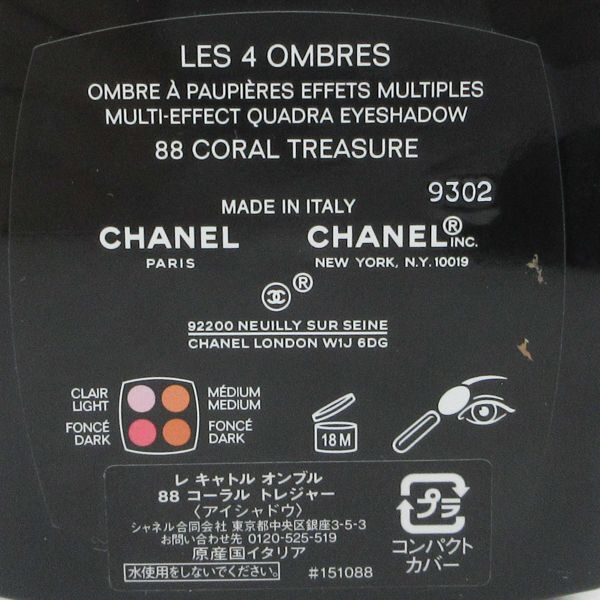 LES 4 OMBRES
OMBRE À PAUPIÈRES EFFETS MULTIPLES
MULTI-EFFECT QUADRA EYESHADOW
88 CORAL TREASURE
9302
MADE IN ITALY
CHANEL
PARIS
CHANEL® INC.
NEW YORK, N.Y. 10019
®
92200 NEUILLY SUR SEINE
CHANEL LONDON W1J 6DG
CLAIR
LIGHT
MÉDIUM
MEDIUM
FONCÉ
DARK
FONCÉ
DARK
18 M
レ キャトル オンブル
88 コーラル トレジャー
〈アイシャドウ〉
シャネル合同会社 東京都中央区銀座3-5-3
お問い合わせ先 0120-525-519
原産国イタリア
水使用をしないでください。
#151088
プラ
コンパクト
カバー